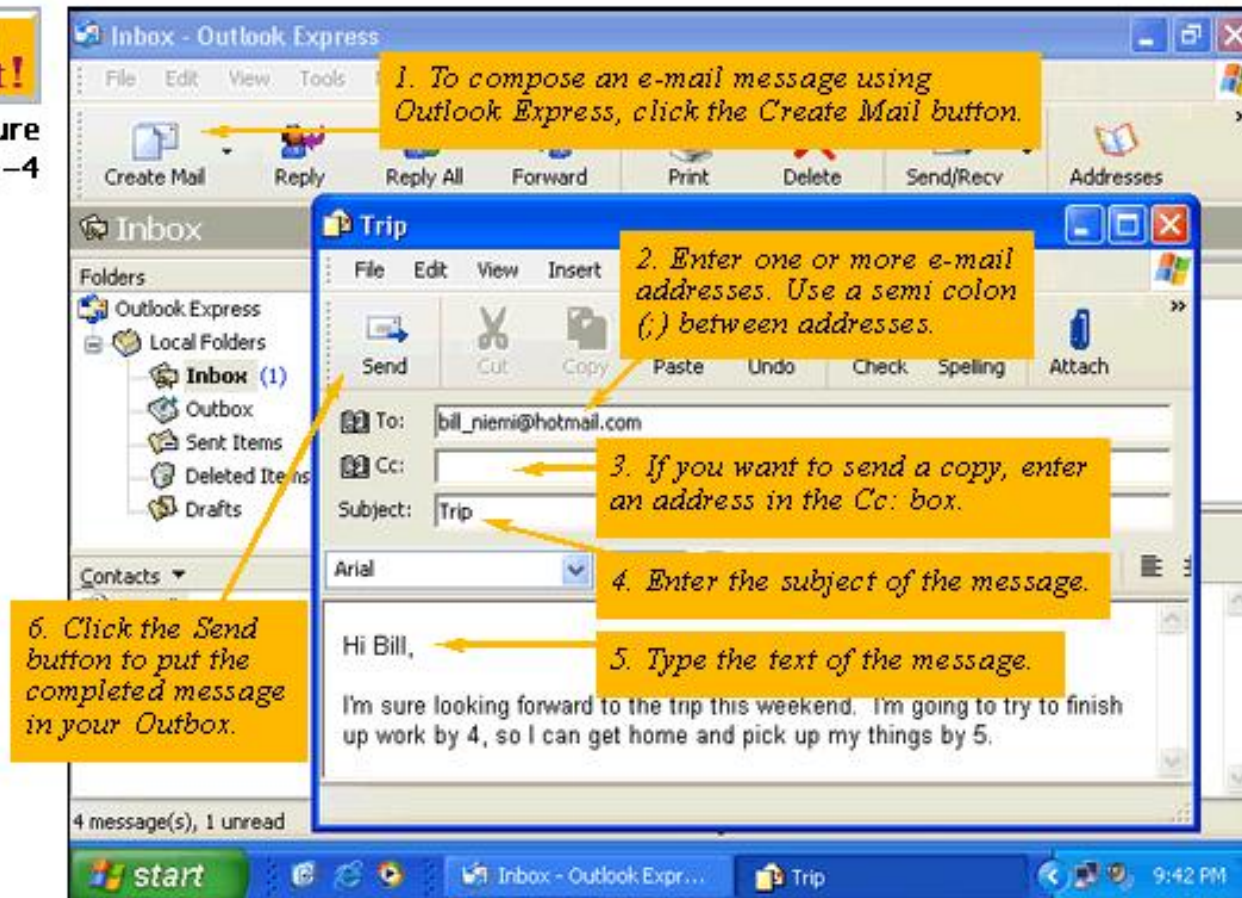 t!
ure
–4
Inbox - Outlook Express
File Edit View Tools
1. To compose an e-mail message using
Outlook Express, click the Create Mail button.
Create Mail Reply Reply All Forward Print Delete Send/Recv Addresses
Inbox
Folders
Outlook Express
Local Folders
Inbox (1)
Outbox
Sent Items
Deleted Items
Drafts
Contacts
Trip
File Edit View Insert
2. Enter one or more e-mail
addresses. Use a semi colon
(;) between addresses.
Send Cut Copy Paste Undo Check Spelling Attach
To: bill_niemi@hotmail.com
Cc:
3. If you want to send a copy, enter
an address in the Cc: box.
Subject: Trip
Arial
4. Enter the subject of the message.
Hi Bill,
5. Type the text of the message.
I'm sure looking forward to the trip this weekend. I'm going to try to finish
up work by 4, so I can get home and pick up my things by 5.
6. Click the Send
button to put the
completed message
in your Outbox.
4 message(s), 1 unread
start Inbox - Outlook Expr... Trip 9:42 PM